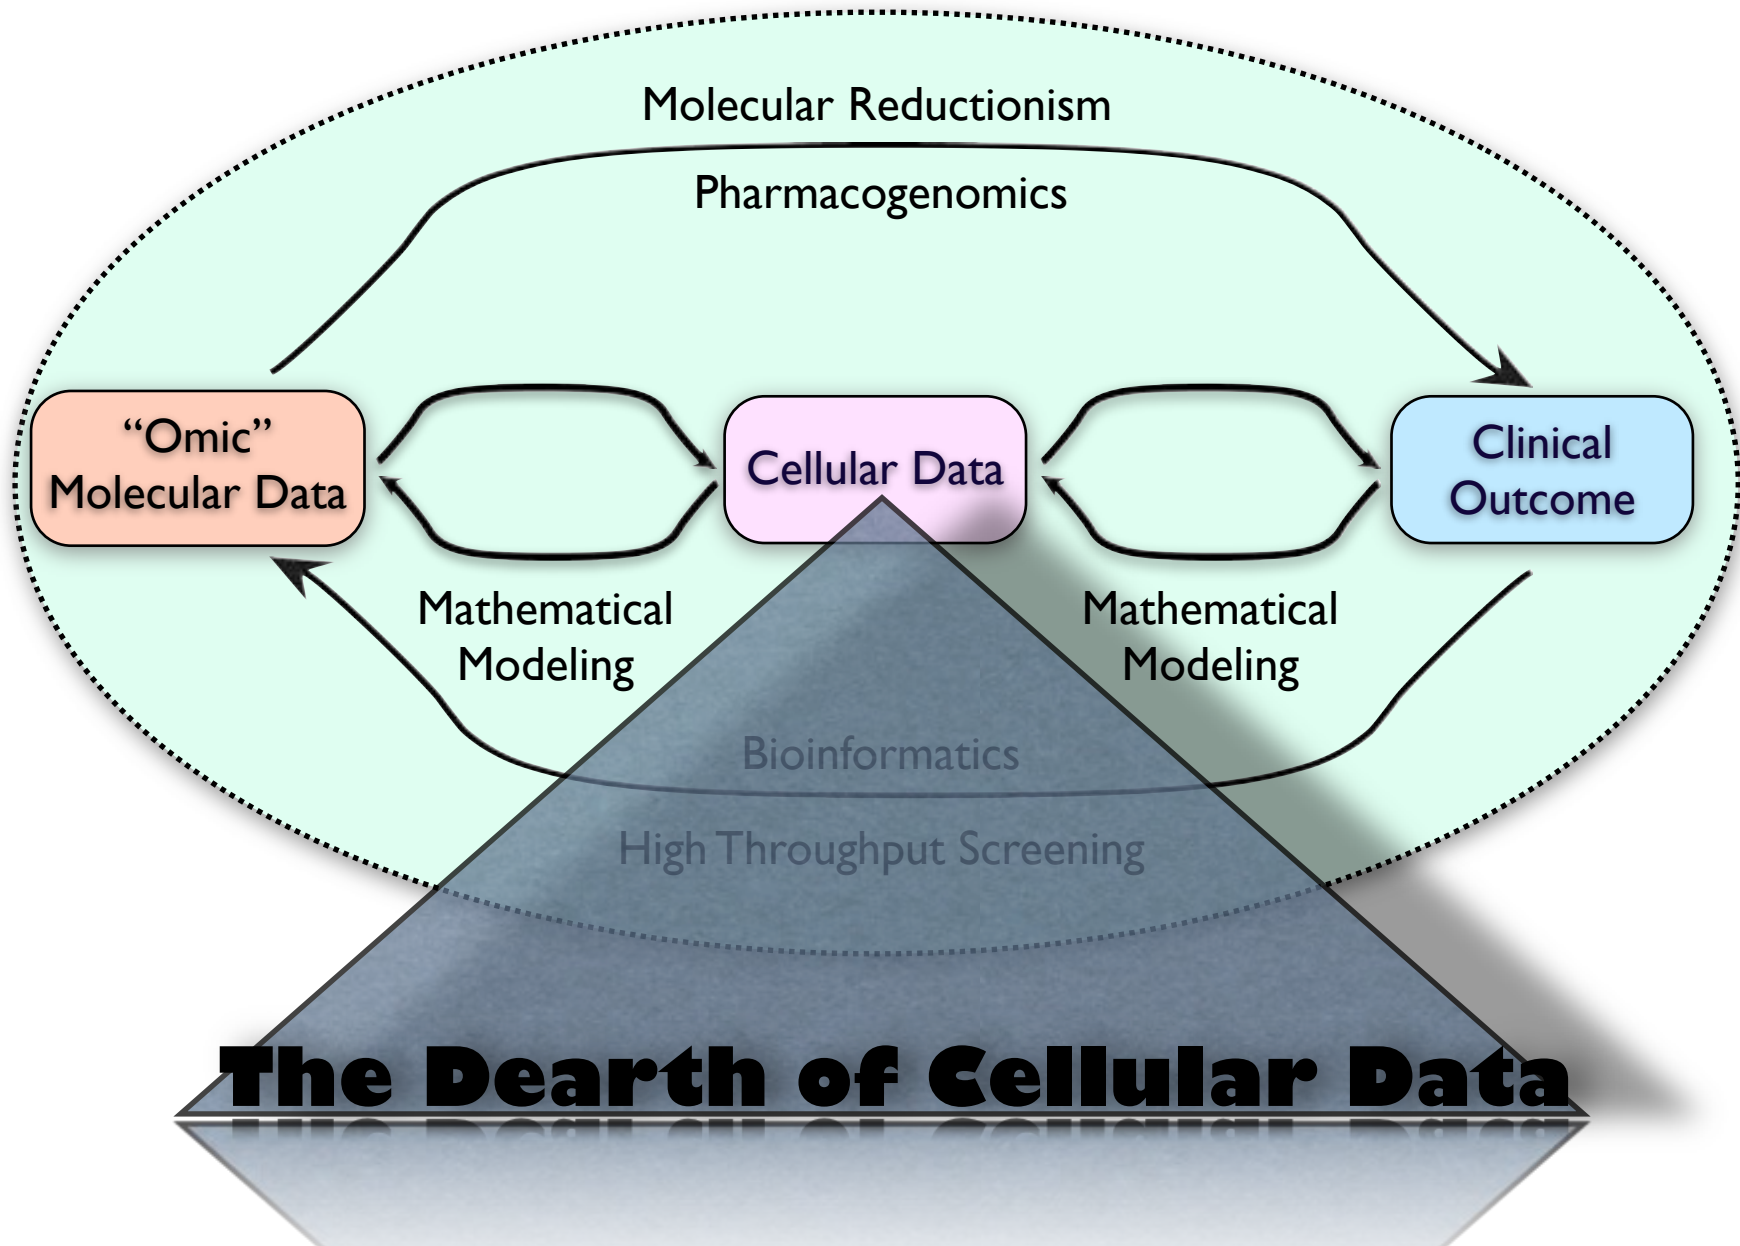 Molecular Reductionism
Pharmacogenomics
“Omic”
Molecular Data
Cellular Data
Clinical
Outcome
Mathematical
Modeling
Mathematical
Modeling
Bioinformatics
High Throughput Screening
The Dearth of Cellular Data